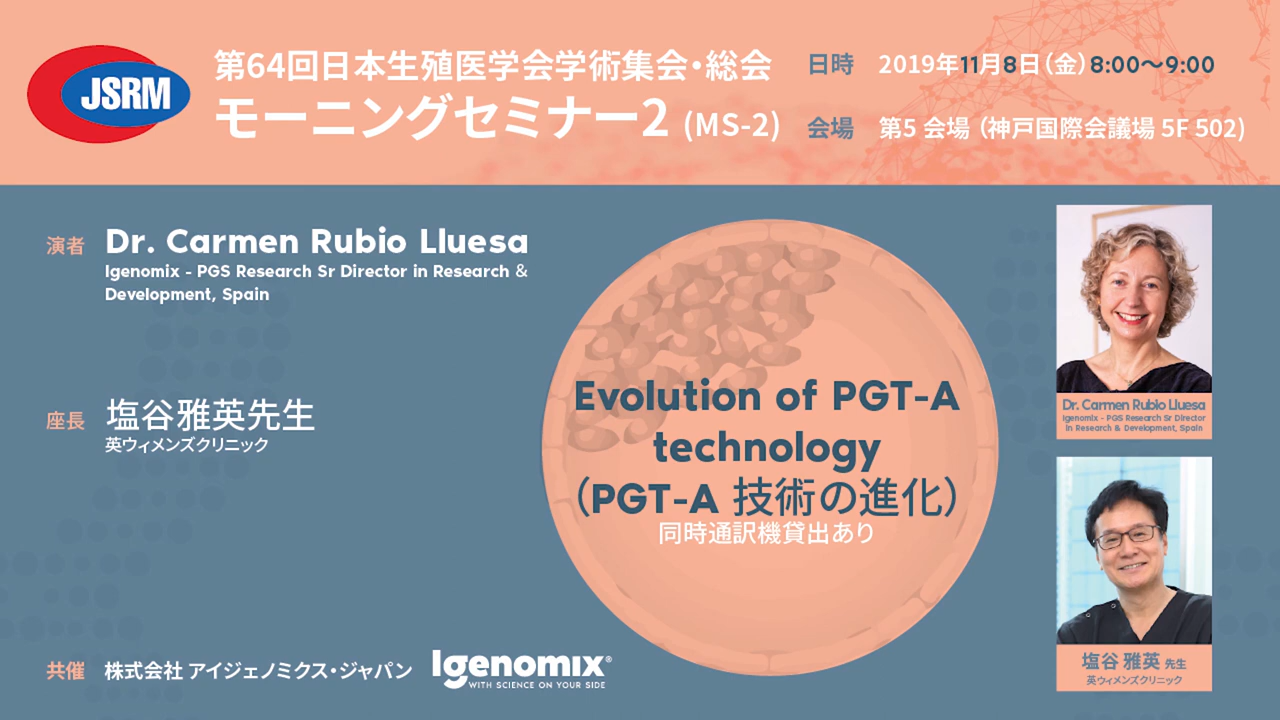 JSRM
第64回日本生殖医学会学術集会・総会
モーニングセミナー2 (MS-2)
日時 2019年11月8日（金）8:00～9:00
会場 第5 会場（神戸国際会議場 5F 502)
演者 Dr. Carmen Rubio Lluesa
Igenomix - PGS Research Sr Director in Research &
Development, Spain
座長 塩谷雅英先生
英ウィメンズクリニック
Evolution of PGT-A
technology
（PGT-A 技術の進化）
同時通訳機貸出あり
Dr. Carmen Rubio Lluesa
Igenomix - PGS Research Sr Director
in Research & Development, Spain
塩谷 雅英 先生
英ウィメンズクリニック
共催 株式会社 アイジェノミクス・ジャパン
Igenomix®
WITH SCIENCE ON YOUR SIDE